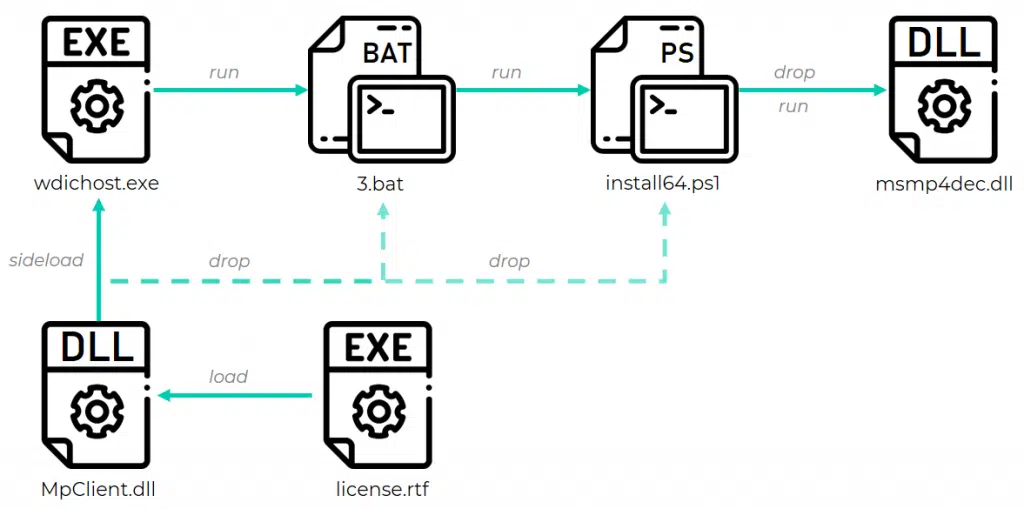 EXE
BAT
PS
DLL
run
run
drop
run
wdichost.exe
3.bat
install64.ps1
msmp4dec.dll
sideload
drop
drop
DLL
EXE
load
MpClient.dll
license.rtf